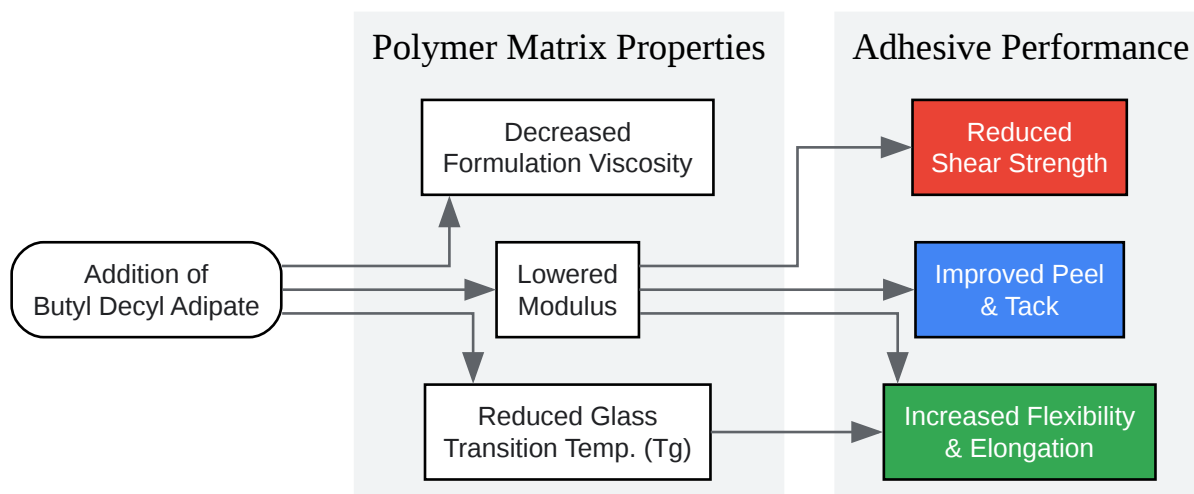 Polymer Matrix Properties
Adhesive Performance
Decreased
Formulation Viscosity
Reduced
Shear Strength
Addition of
Butyl Decyl Adipate
Lowered
Modulus
Improved Peel
& Tack
Reduced Glass
Transition Temp. (Tg)
Increased Flexibility
& Elongation